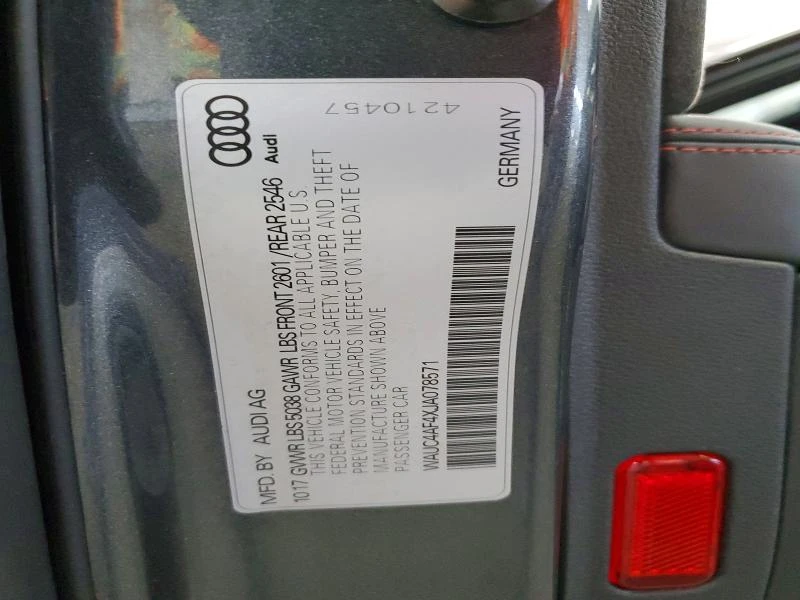 4210457
Audi
MFD. BY AUDI AG
1017 GVWR LBS 5038 GAWR LBS FRONT 2601 / REAR 2546
THIS VEHICLE CONFORMS TO ALL APPLICABLE U.S.
FEDERAL MOTOR VEHICLE SAFETY, BUMPER AND THEFT
PREVENTION STANDARDS IN EFFECT ON THE DATE OF
MANUFACTURE SHOWN ABOVE
PASSENGER CAR
WAUC4AF4XJA078571
GERMANY